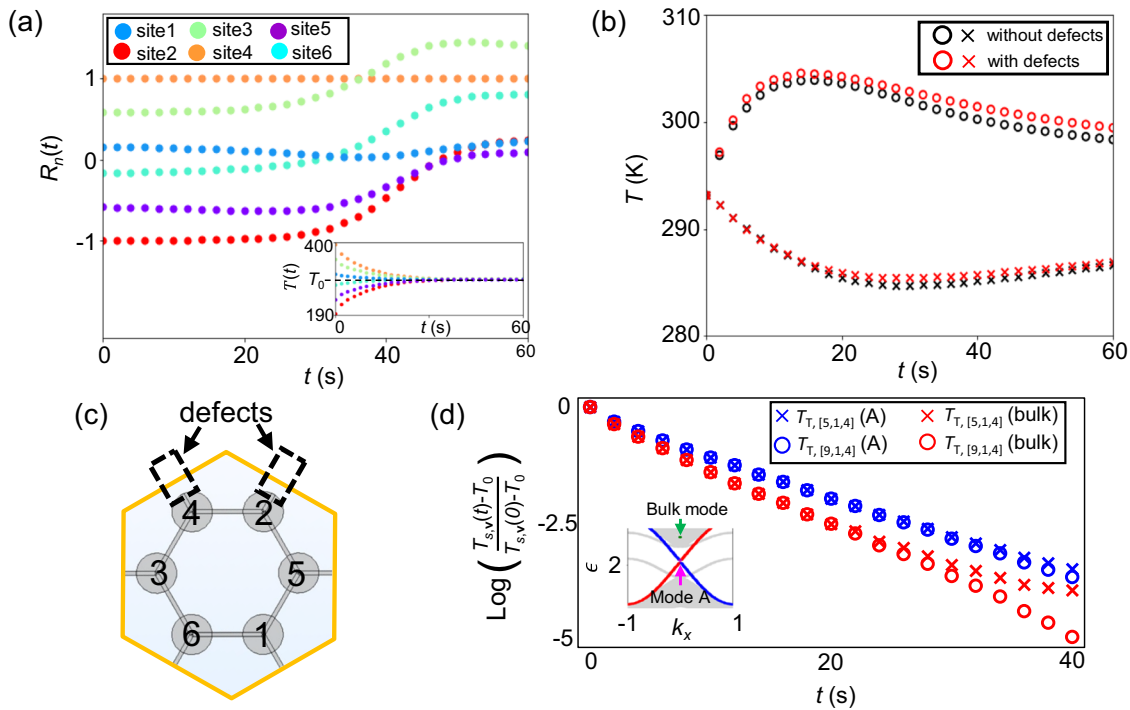 (a)
site1 site3 site5
site2 site4 site6
R_n(t)
1
0
-1
0 20 40 60
t (s)
400
T_0
190
T(t)
0 t (s) 60
(b)
without defects
with defects
T (K)
310
300
290
280
0 10 20 30 40 50 60
t (s)
(c)
defects
4 2
3 5
6 1
(d)
T_T, [5,1,4] (A) T_T, [5,1,4] (bulk)
T_T, [9,1,4] (A) T_T, [9,1,4] (bulk)
Log ( T_s,v(t)-T_0 / T_s,v(0)-T_0 )
0
-2.5
-5
Bulk mode
ϵ
2
Mode A
-1 k_x 1
0 20 40
t (s)